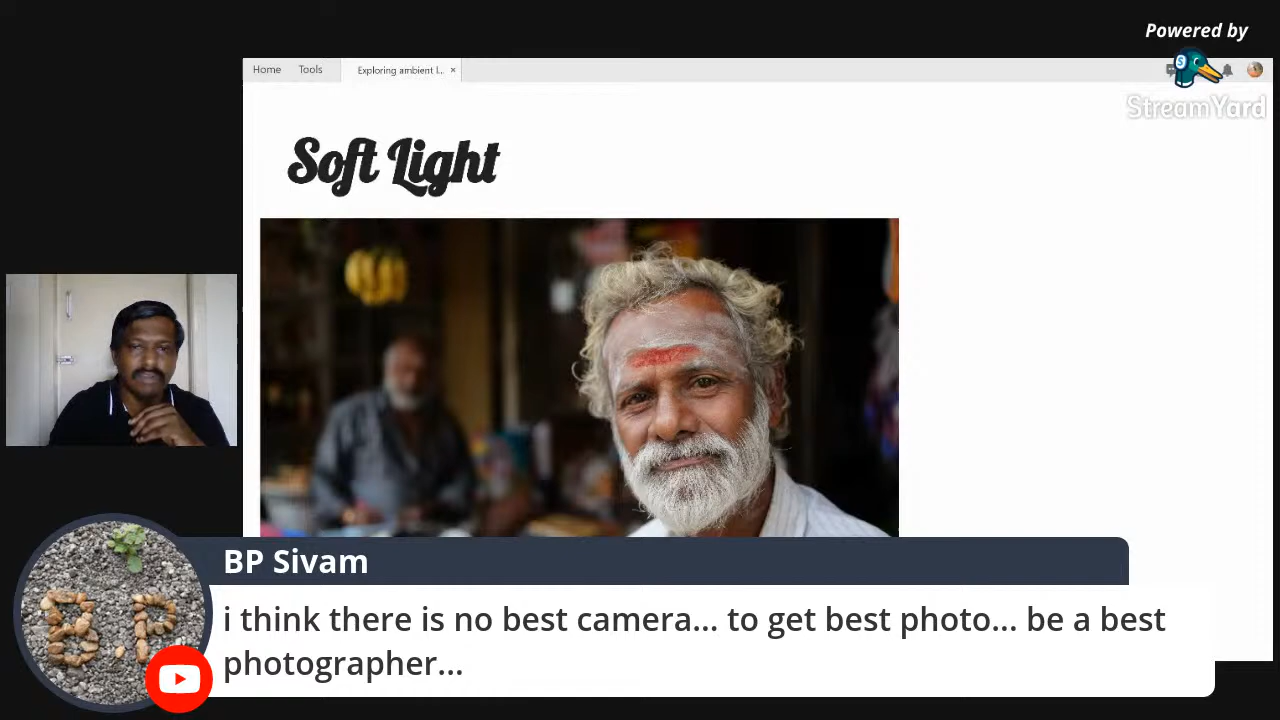 Powered by
Home Tools Exploring ambient l... ×
StreamYard
Soft Light
BP Sivam
i think there is no best camera... to get best photo... be a best
photographer...
B.P